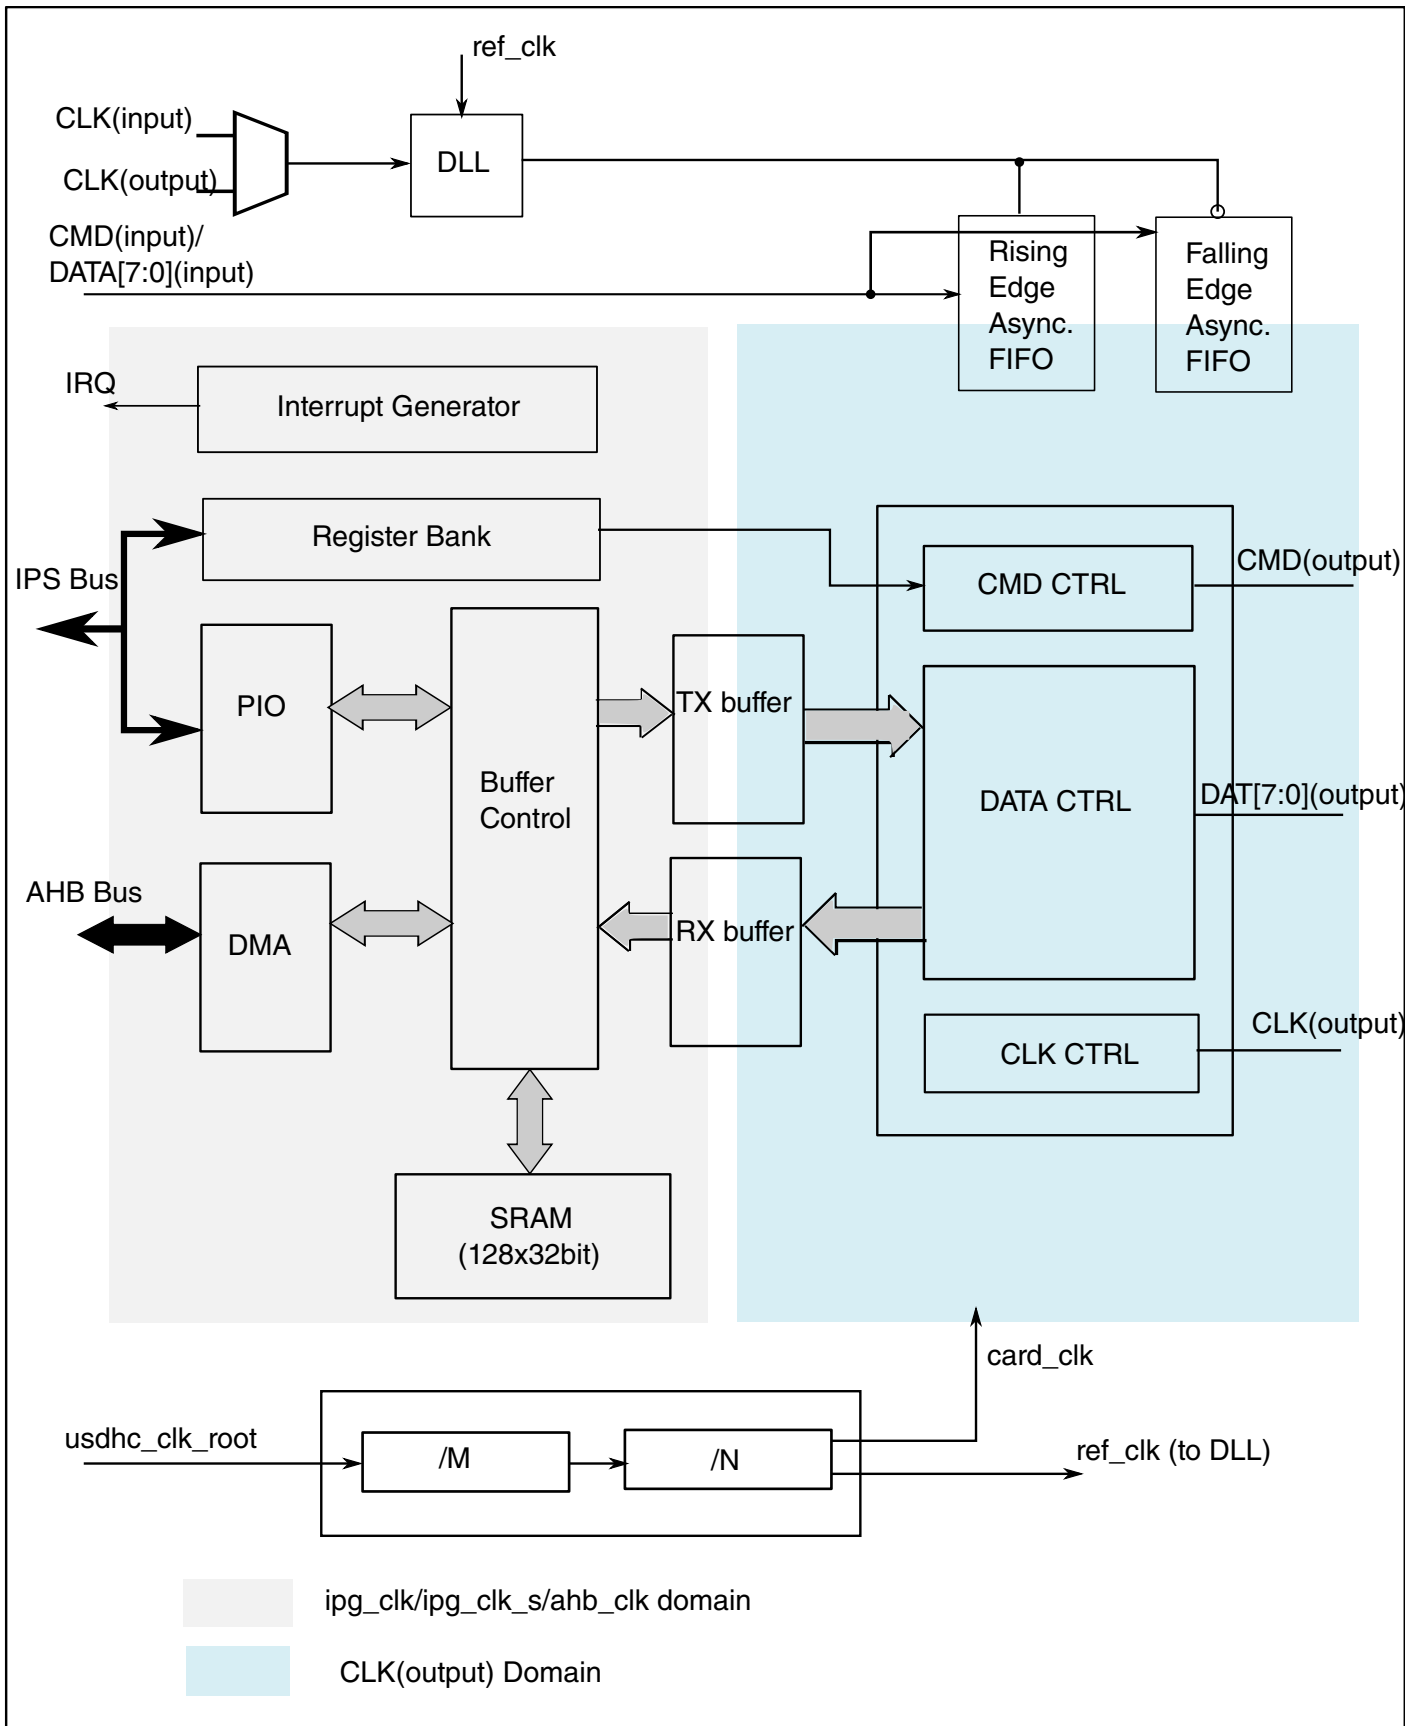 ref_clk
CLK(input)
CLK(output)
DLL
CMD(input)/
DATA[7:0](input)
Rising
Edge
Async.
FIFO
Falling
Edge
Async.
FIFO
IRQ
Interrupt Generator
Register Bank
IPS Bus
CMD CTRL
CMD(output)
PIO
TX buffer
Buffer
Control
DATA CTRL
DAT[7:0](output)
AHB Bus
DMA
RX buffer
CLK CTRL
CLK(output)
SRAM
(128x32bit)
card_clk
usdhc_clk_root
/M
/N
ref_clk (to DLL)
ipg_clk/ipg_clk_s/ahb_clk domain
CLK(output) Domain